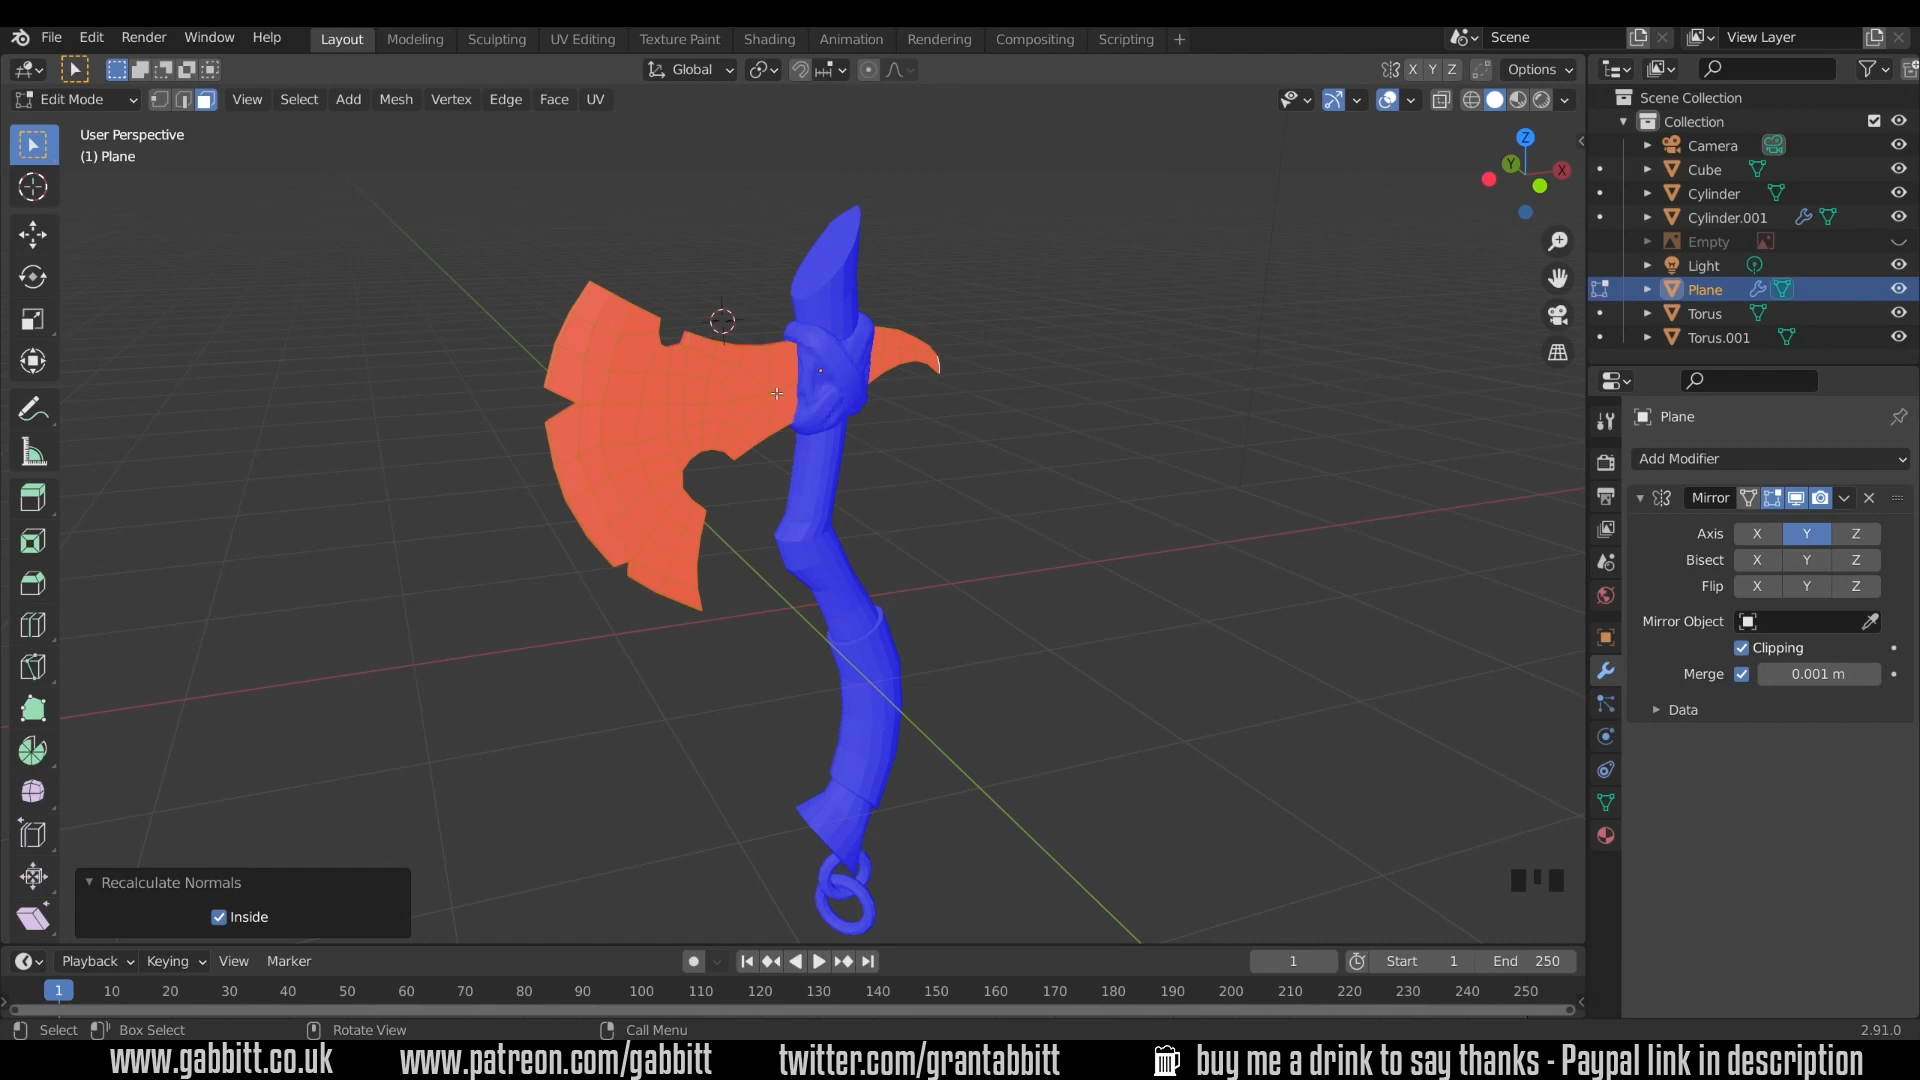 File Edit Render Window Help Layout Modeling Sculpting UV Editing Texture Paint Shading Animation Rendering Compositing Scripting + Scene View Layer
Global X Y Z Options
Edit Mode View Select Add Mesh Vertex Edge Face UV
Scene Collection
Collection
Camera
Cube
Cylinder
Cylinder.001
Empty
Light
Plane
Torus
Torus.001
User Perspective
(1) Plane
Z
Y
X
Plane
Add Modifier
Mirror
Axis X Y Z
Bisect X Y Z
Flip X Y Z
Mirror Object
Clipping
Merge 0.001 m
Data
Recalculate Normals
Inside
Playback Keying View Marker 1 Start 1 End 250
1 10 20 30 40 50 60 70 80 90 100 110 120 130 140 150 160 170 180 190 200 210 220 230 240 250
Select Box Select Rotate View Call Menu 2.91.0
www.gabbitt.co.uk www.patreon.com/gabbitt twitter.com/grantabbitt buy me a drink to say thanks - Paypal link in description